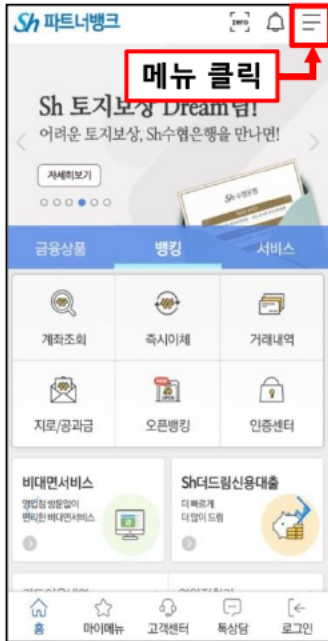 Sh 파트너뱅크
zero
메뉴 클릭
Sh 토지보상 Dream팀!
어려운 토지보상, Sh수협은행을 만나면!
자세히보기
Sh수협은행
금융상품 뱅킹 서비스
계좌조회 즉시이체 거래내역
OPEN
지로/공과금 오픈뱅킹 인증센터
비대면서비스
영업점 방문없이
편리한 비대면서비스
Sh더드림신용대출
더 빠르게
더 많이 드림
홈 마이메뉴 고객센터 톡상담 로그인